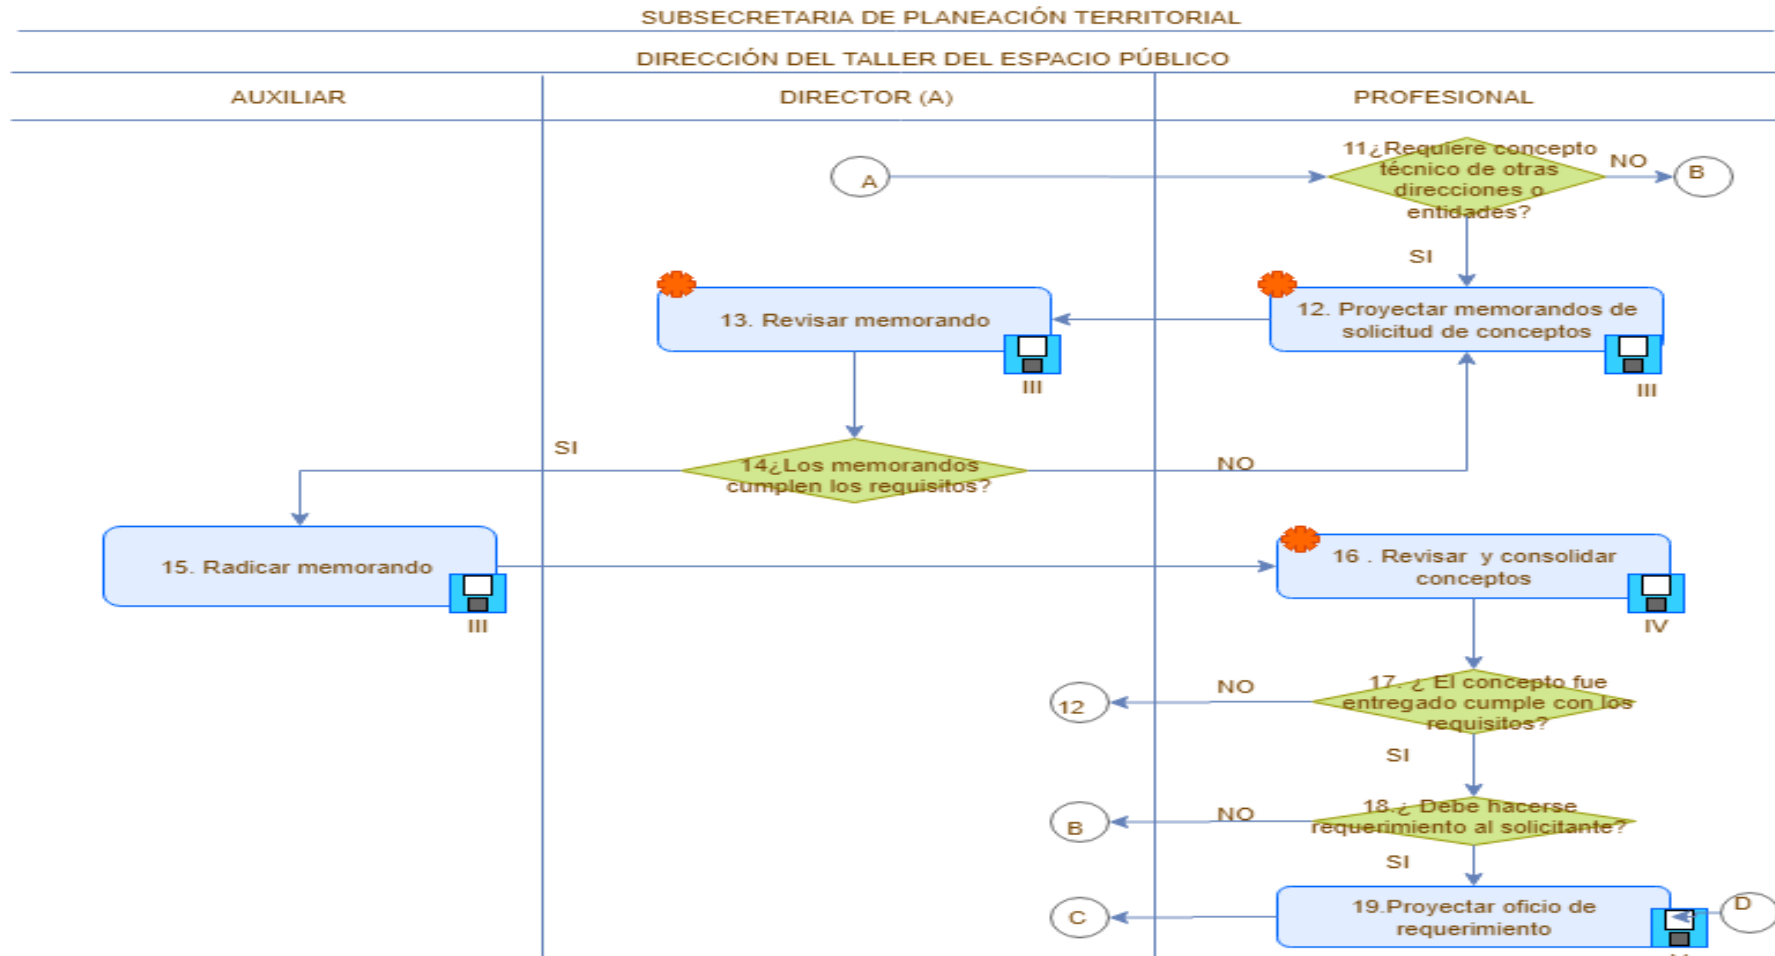 SUBSECRETARIA DE PLANEACIÓN TERRITORIAL
DIRECCIÓN DEL TALLER DEL ESPACIO PÚBLICO
AUXILIAR
DIRECTOR (A)
PROFESIONAL
A
11¿Requiere concepto
técnico de otras
direcciones o
entidades?
NO
B
SI
13. Revisar memorando
III
12. Proyectar memorandos de
solicitud de conceptos
III
SI
14¿Los memorandos
cumplen los requisitos?
NO
15. Radicar memorando
III
16 . Revisar y consolidar
conceptos
IV
12
NO
17. ¿ El concepto fue
entregado cumple con los
requisitos?
SI
B
NO
18.¿ Debe hacerse
requerimiento al solicitante?
SI
C
19.Proyectar oficio de
requerimiento
D